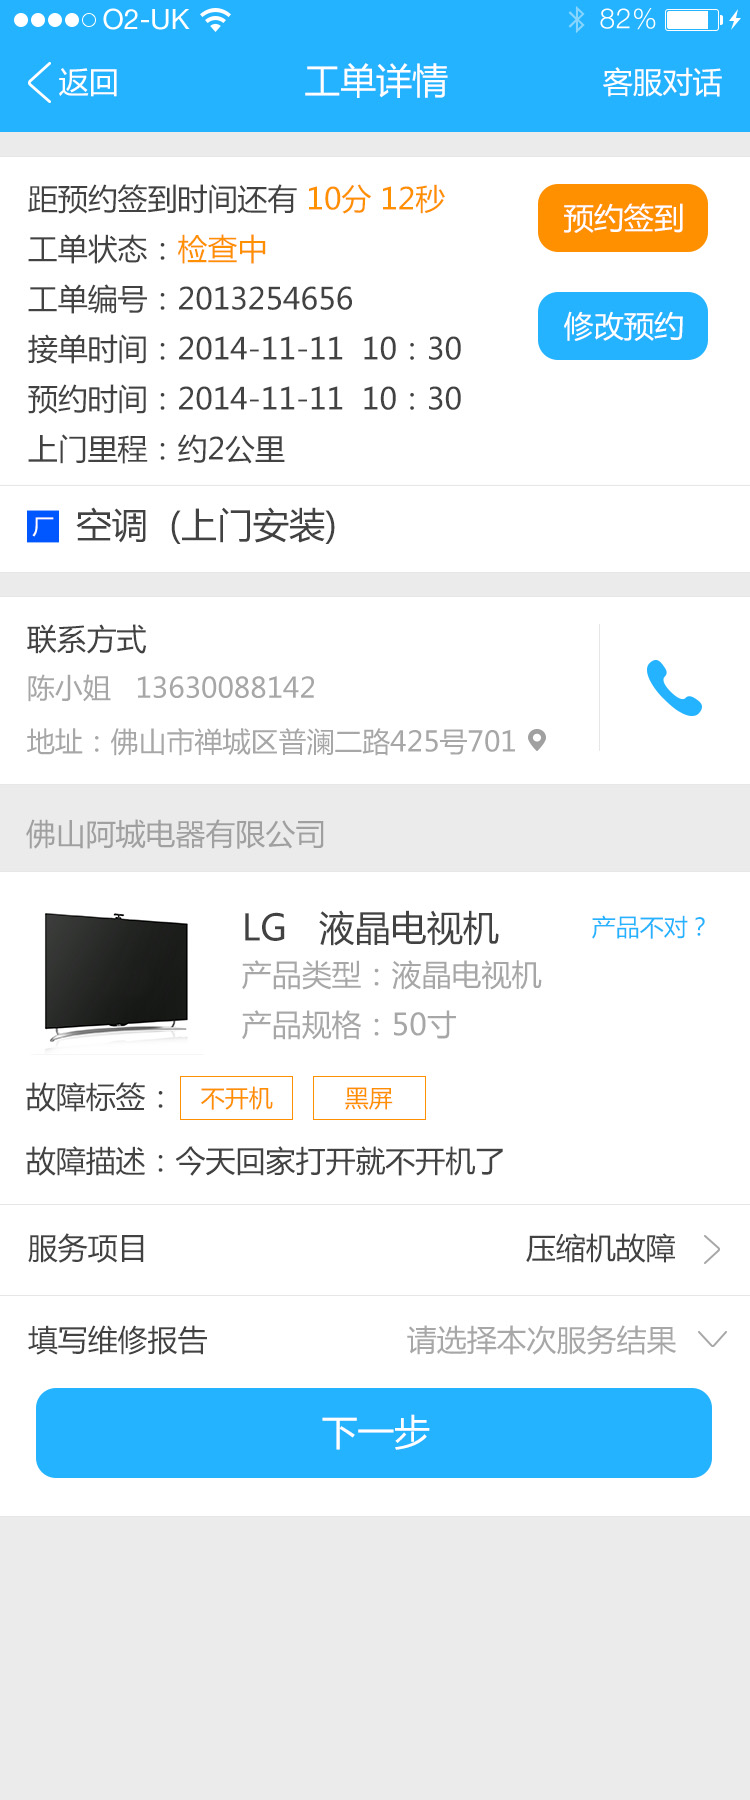 O2-UK 82%
返回 工单详情 客服对话
距预约签到时间还有 10分 12秒
预约签到
工单状态：检查中
工单编号：2013254656
修改预约
接单时间：2014-11-11 10：30
预约时间：2014-11-11 10：30
上门里程：约2公里
厂 空调 (上门安装)
联系方式
陈小姐 13630088142
地址：佛山市禅城区普澜二路425号701
佛山阿城电器有限公司
LG 液晶电视机 产品不对？
产品类型：液晶电视机
产品规格：50寸
故障标签： 不开机 黑屏
故障描述：今天回家打开就不开机了
服务项目 压缩机故障
填写维修报告 请选择本次服务结果
下一步